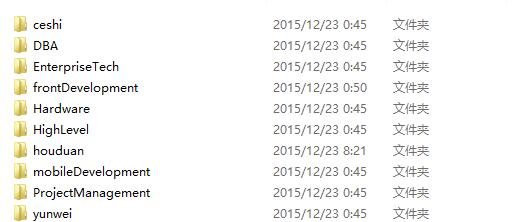 ceshi 2015/12/23 0:45 文件夹
DBA 2015/12/23 0:45 文件夹
EnterpriseTech 2015/12/23 0:45 文件夹
frontDevelopment 2015/12/23 0:50 文件夹
Hardware 2015/12/23 0:45 文件夹
HighLevel 2015/12/23 0:45 文件夹
houduan 2015/12/23 8:21 文件夹
mobileDevelopment 2015/12/23 0:45 文件夹
ProjectManagement 2015/12/23 0:45 文件夹
yunwei 2015/12/23 0:45 文件夹